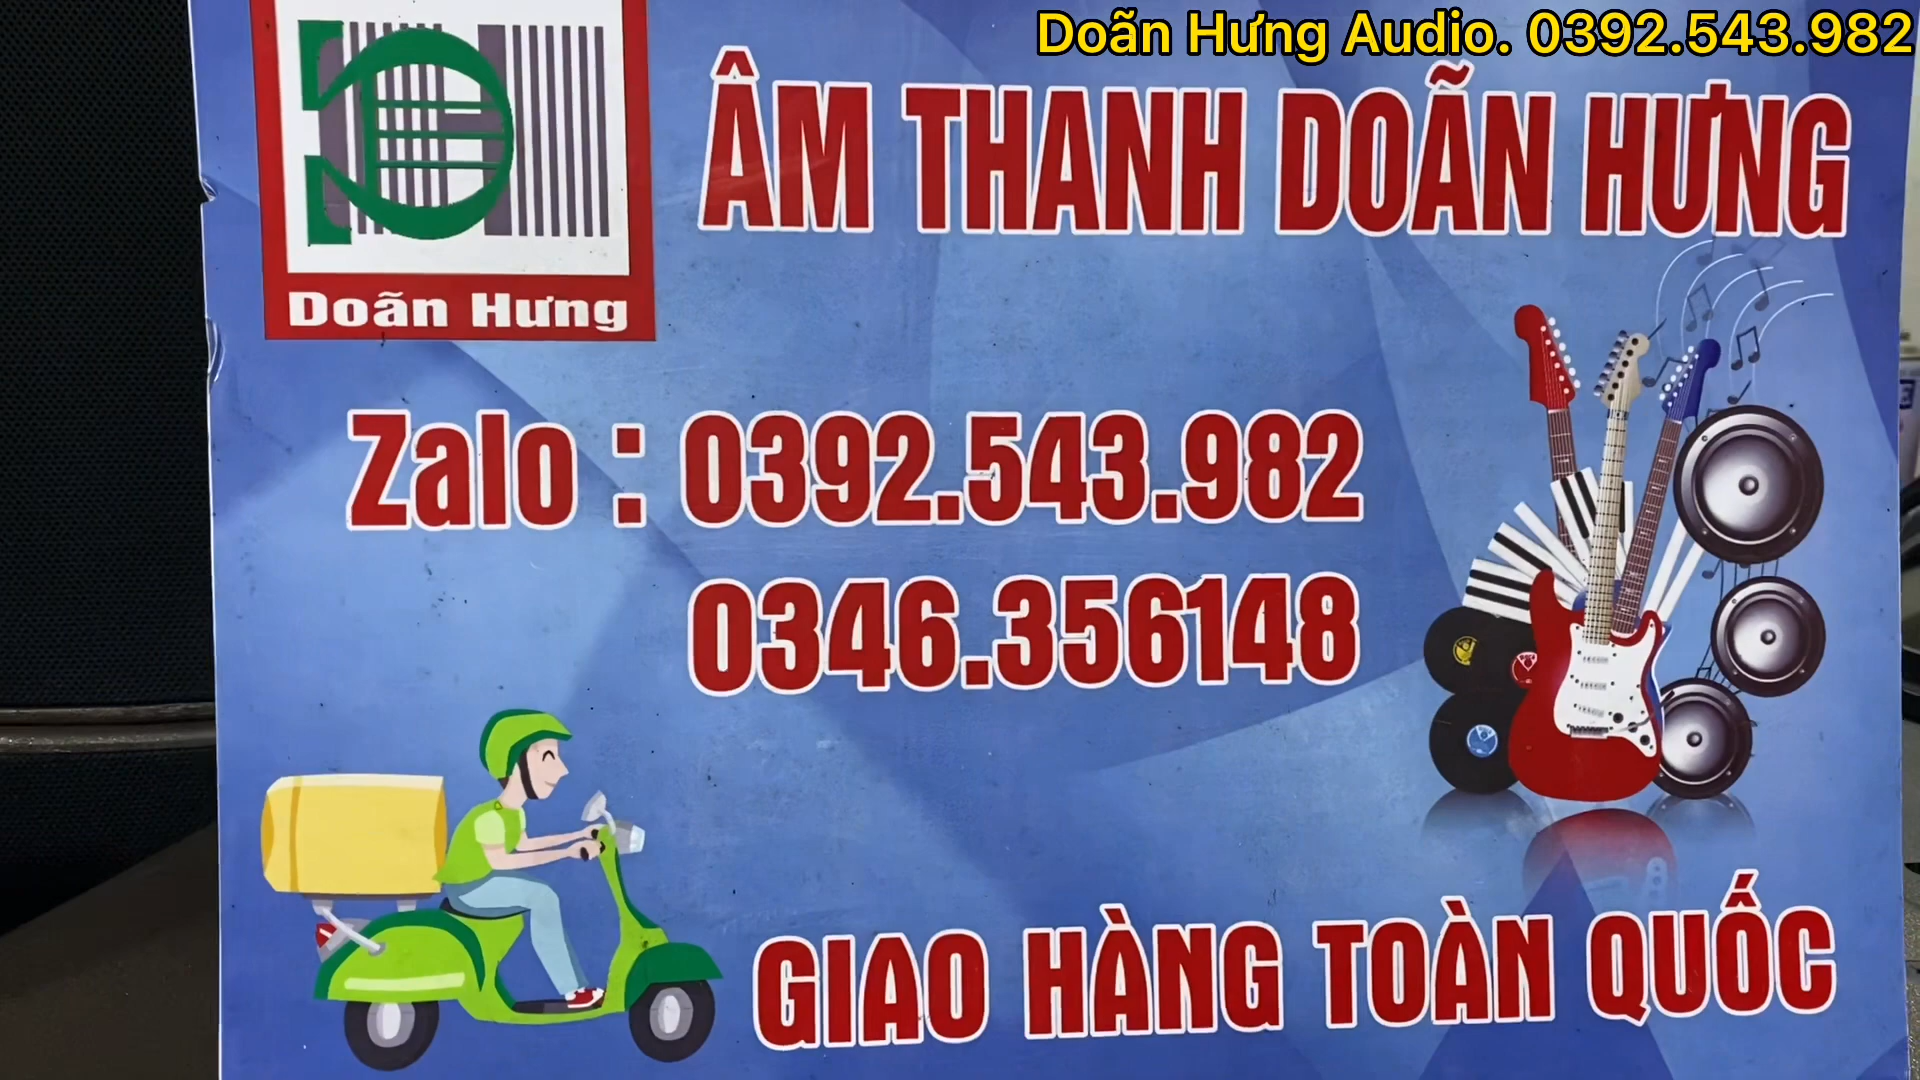 Doãn Hưng Audio. 0392.543.982
ÂM THANH DOÃN HƯNG
Doãn Hưng
Zalo : 0392.543.982
0346.356148
GIAO HÀNG TOÀN QUỐC